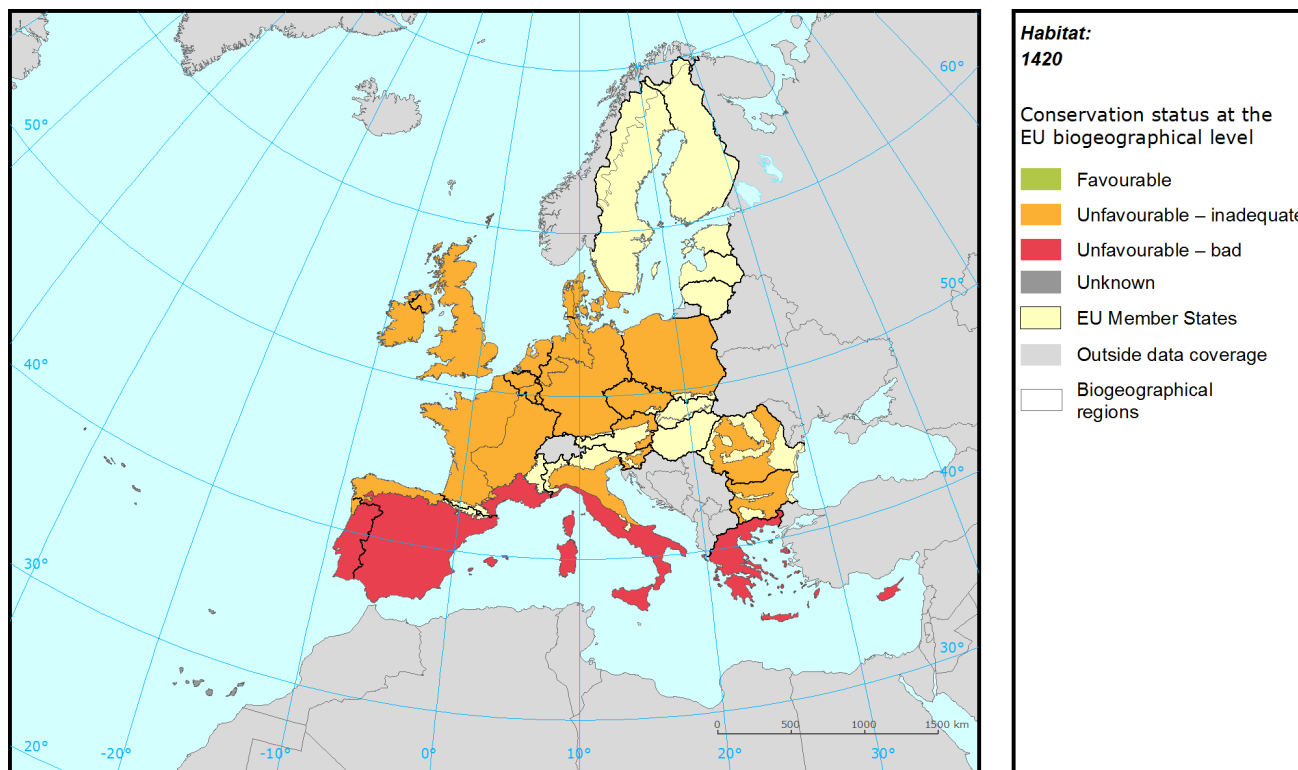 Habitat:
1420
Conservation status at the
EU biogeographical level
Favourable
Unfavourable – inadequate
Unfavourable – bad
Unknown
EU Member States
Outside data coverage
Biogeographical
regions
60°
50°
50°
40°
40°
30°
30°
20°
-20°
-10°
0°
10°
20°
30°
0 500 1000 1500 km